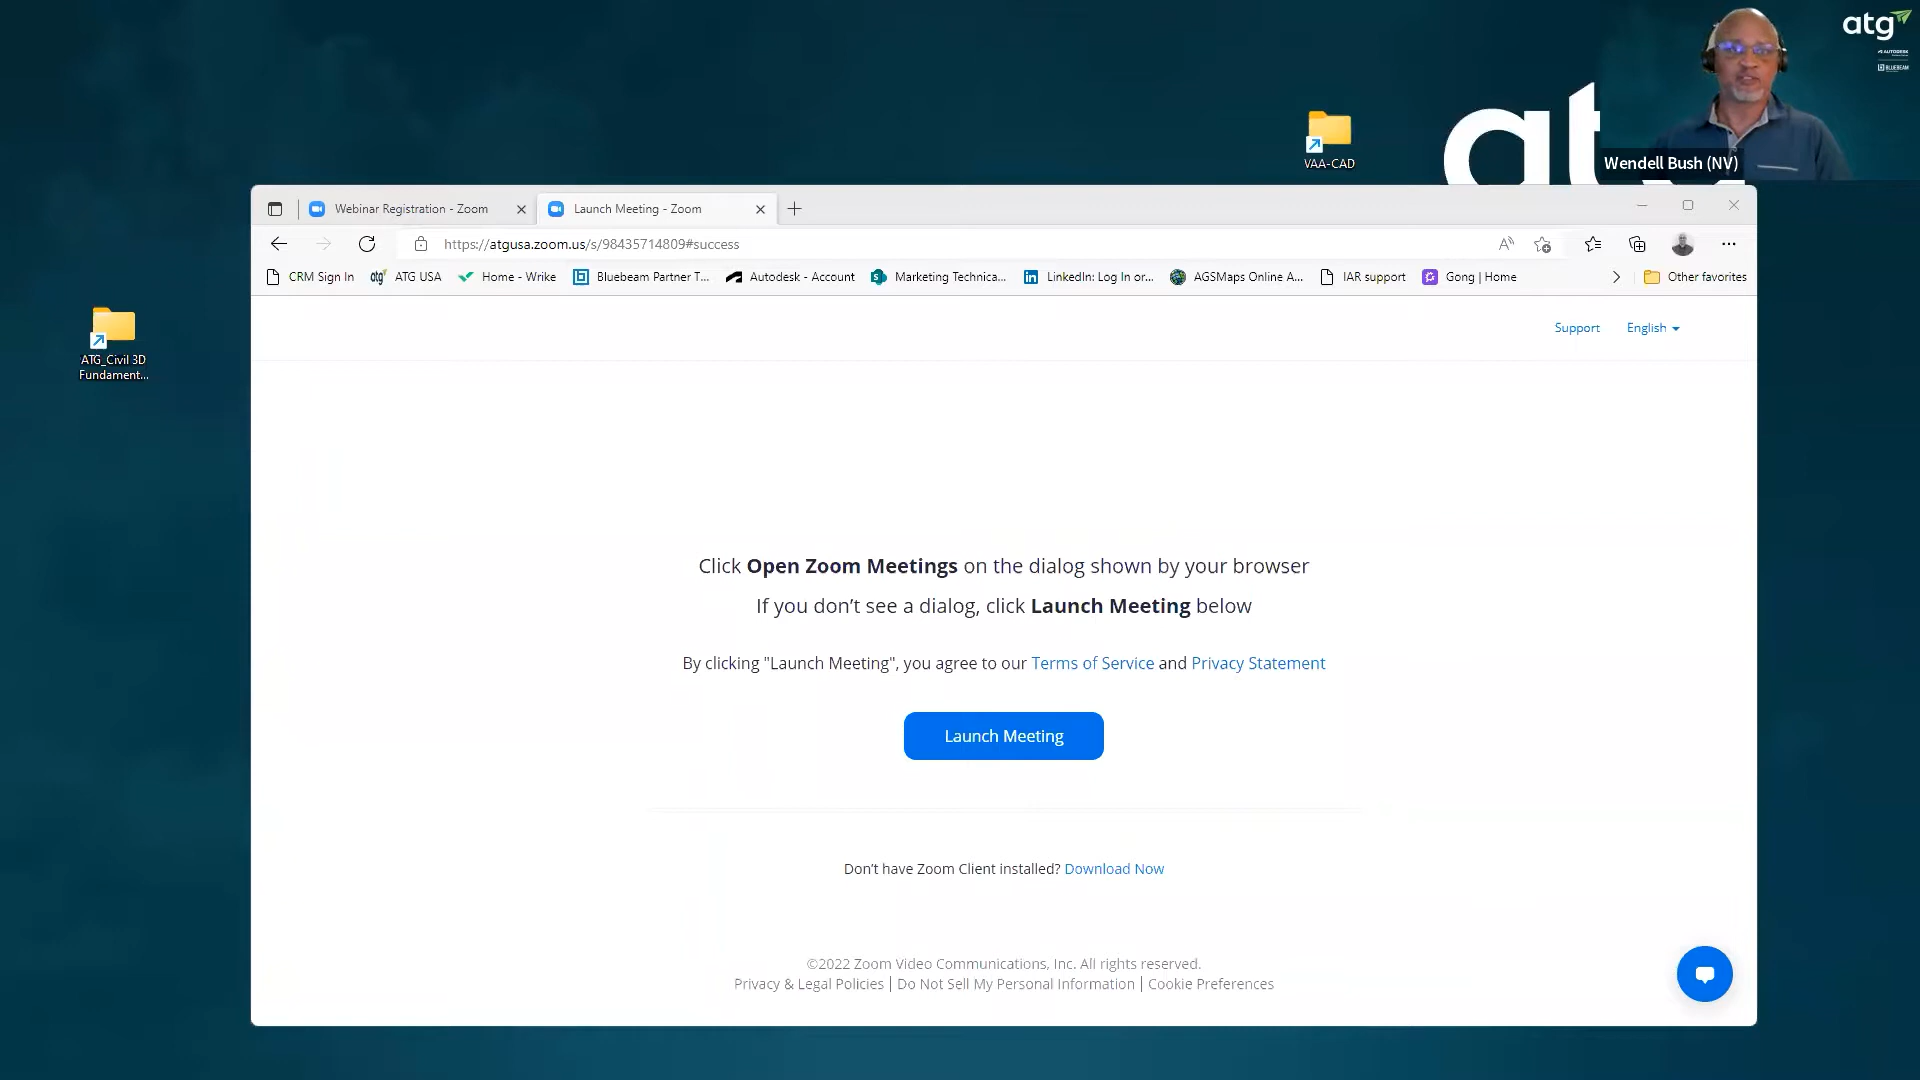 atg
AUTODESK
BLUEBEAM
at
Wendell Bush (NV)
VAA-CAD
ATG_Civil 3D
Fundament...
Webinar Registration - Zoom
Launch Meeting - Zoom
https://atgusa.zoom.us/s/98435714809#success
CRM Sign In
atg ATG USA
Home - Wrike
Bluebeam Partner T...
Autodesk - Account
Marketing Technica...
LinkedIn: Log In or...
AGSMaps Online A...
IAR support
Gong | Home
Other favorites
Support
English
Click Open Zoom Meetings on the dialog shown by your browser
If you don’t see a dialog, click Launch Meeting below
By clicking "Launch Meeting", you agree to our Terms of Service and Privacy Statement
Launch Meeting
Don’t have Zoom Client installed? Download Now
©2022 Zoom Video Communications, Inc. All rights reserved.
Privacy & Legal Policies | Do Not Sell My Personal Information | Cookie Preferences